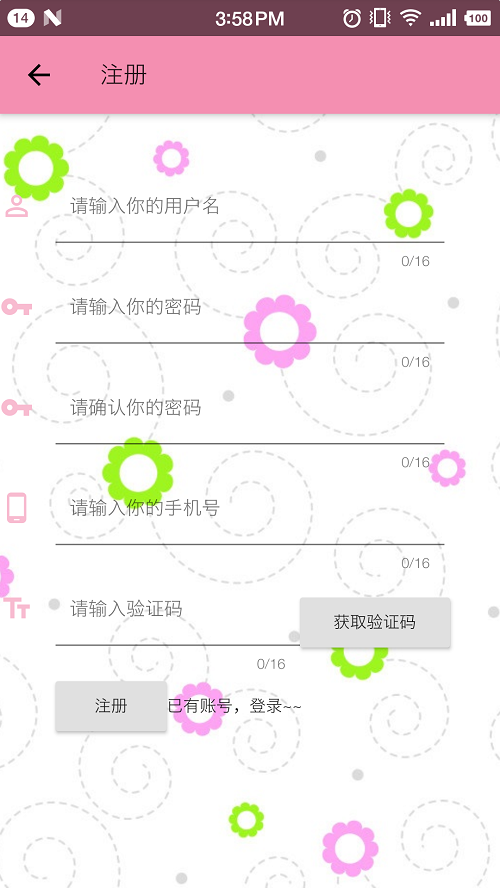 14 3:58PM 100
注册
请输入你的用户名
0/16
请输入你的密码
0/16
请确认你的密码
0/16
请输入你的手机号
0/16
请输入验证码 获取验证码
0/16
注册 已有账号，登录~~